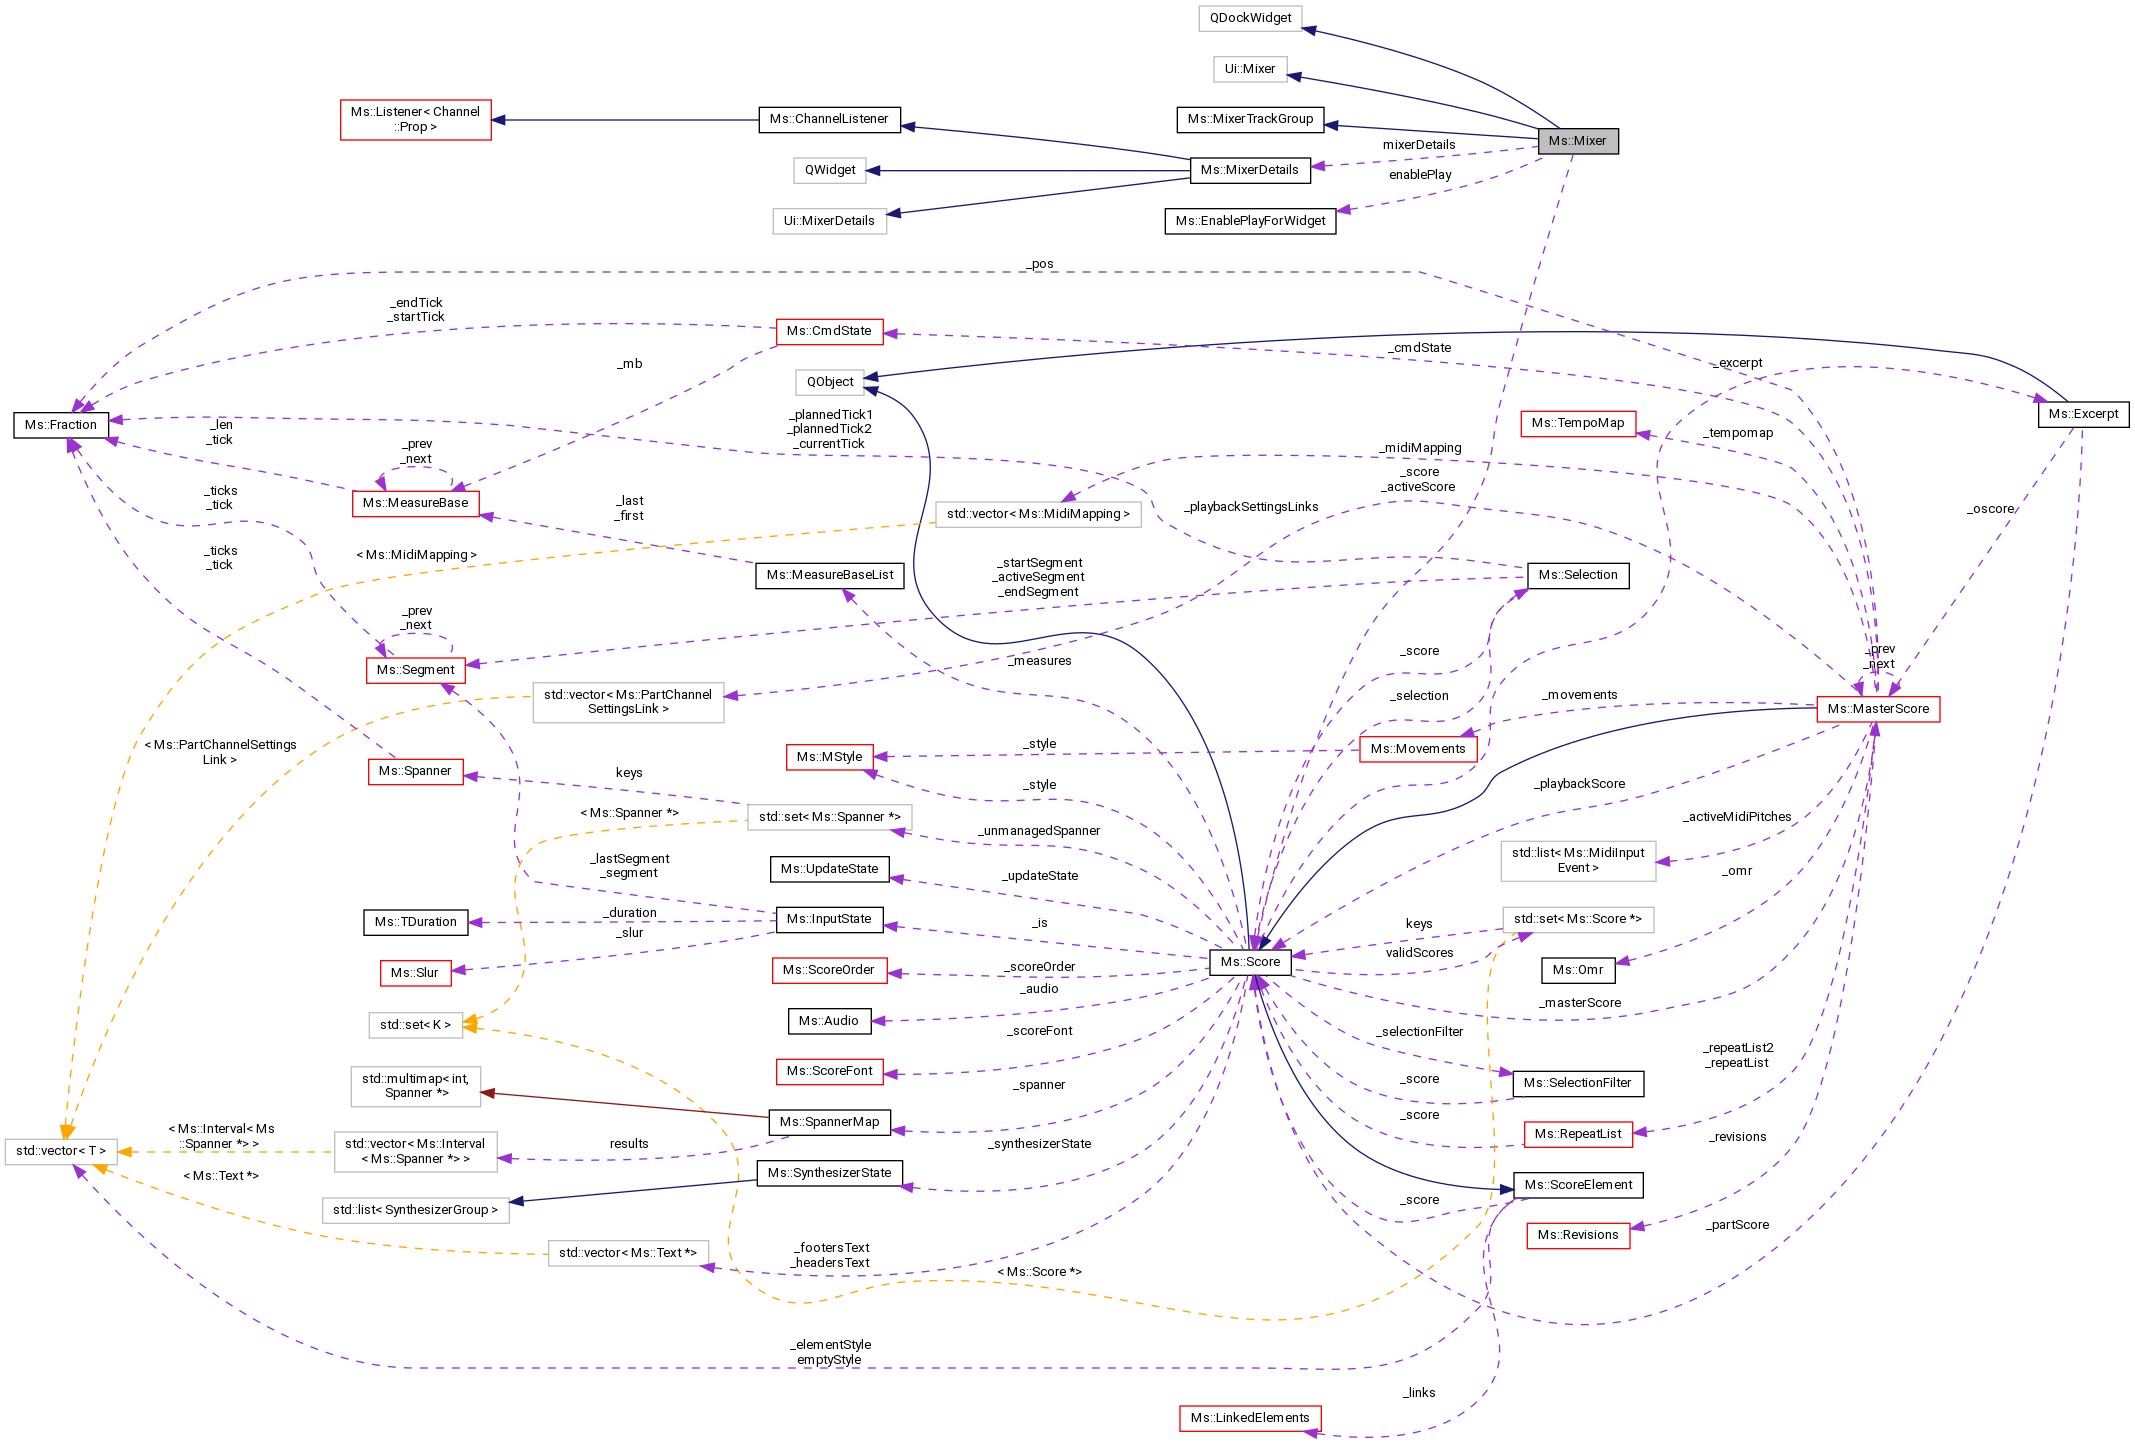 QDockWidget
Ui::Mixer
Ms::Listener< Channel
::Prop >
Ms::ChannelListener
Ms::MixerTrackGroup
Ms::Mixer
mixerDetails
QWidget
Ms::MixerDetails
enablePlay
Ui::MixerDetails
Ms::EnablePlayForWidget
_pos
_endTick
_startTick
Ms::CmdState
_cmdState
_excerpt
_mb
QObject
Ms::Fraction
_len
_tick
_plannedTick1
_plannedTick2
_currentTick
Ms::TempoMap
_tempomap
Ms::Excerpt
_prev
_next
_midiMapping
_score
_activeScore
Ms::MeasureBase
_ticks
_tick
_last
_first
std::vector< Ms::MidiMapping >
_playbackSettingsLinks
_oscore
< Ms::MidiMapping >
_ticks
_tick
Ms::MeasureBaseList
_startSegment
_activeSegment
_endSegment
Ms::Selection
_prev
_next
Ms::Segment
_measures
_score
_prev
_next
std::vector< Ms::PartChannel
SettingsLink >
_selection
_movements
Ms::MasterScore
< Ms::PartChannelSettings
Link >
Ms::MStyle
_style
Ms::Movements
Ms::Spanner
keys
_style
_playbackScore
< Ms::Spanner *>
std::set< Ms::Spanner *>
_unmanagedSpanner
_activeMidiPitches
_lastSegment
_segment
Ms::UpdateState
_updateState
std::list< Ms::MidiInput
Event >
_omr
Ms::TDuration
_duration
Ms::InputState
_is
keys
std::set< Ms::Score *>
_slur
validScores
Ms::Slur
Ms::ScoreOrder
_scoreOrder
Ms::Score
Ms::Omr
_audio
_masterScore
std::set< K >
Ms::Audio
_scoreFont
_selectionFilter
_repeatList2
_repeatList
Ms::ScoreFont
std::multimap< int,
Spanner *>
_spanner
_score
Ms::SelectionFilter
Ms::SpannerMap
_score
Ms::RepeatList
_revisions
< Ms::Interval< Ms
::Spanner *> >
std::vector< T >
std::vector< Ms::Interval
< Ms::Spanner *> >
results
_synthesizerState
< Ms::Text *>
Ms::SynthesizerState
Ms::ScoreElement
std::list< SynthesizerGroup >
_score
_partScore
Ms::Revisions
std::vector< Ms::Text *>
_footersText
_headersText
< Ms::Score *>
_elementStyle
emptyStyle
_links
Ms::LinkedElements